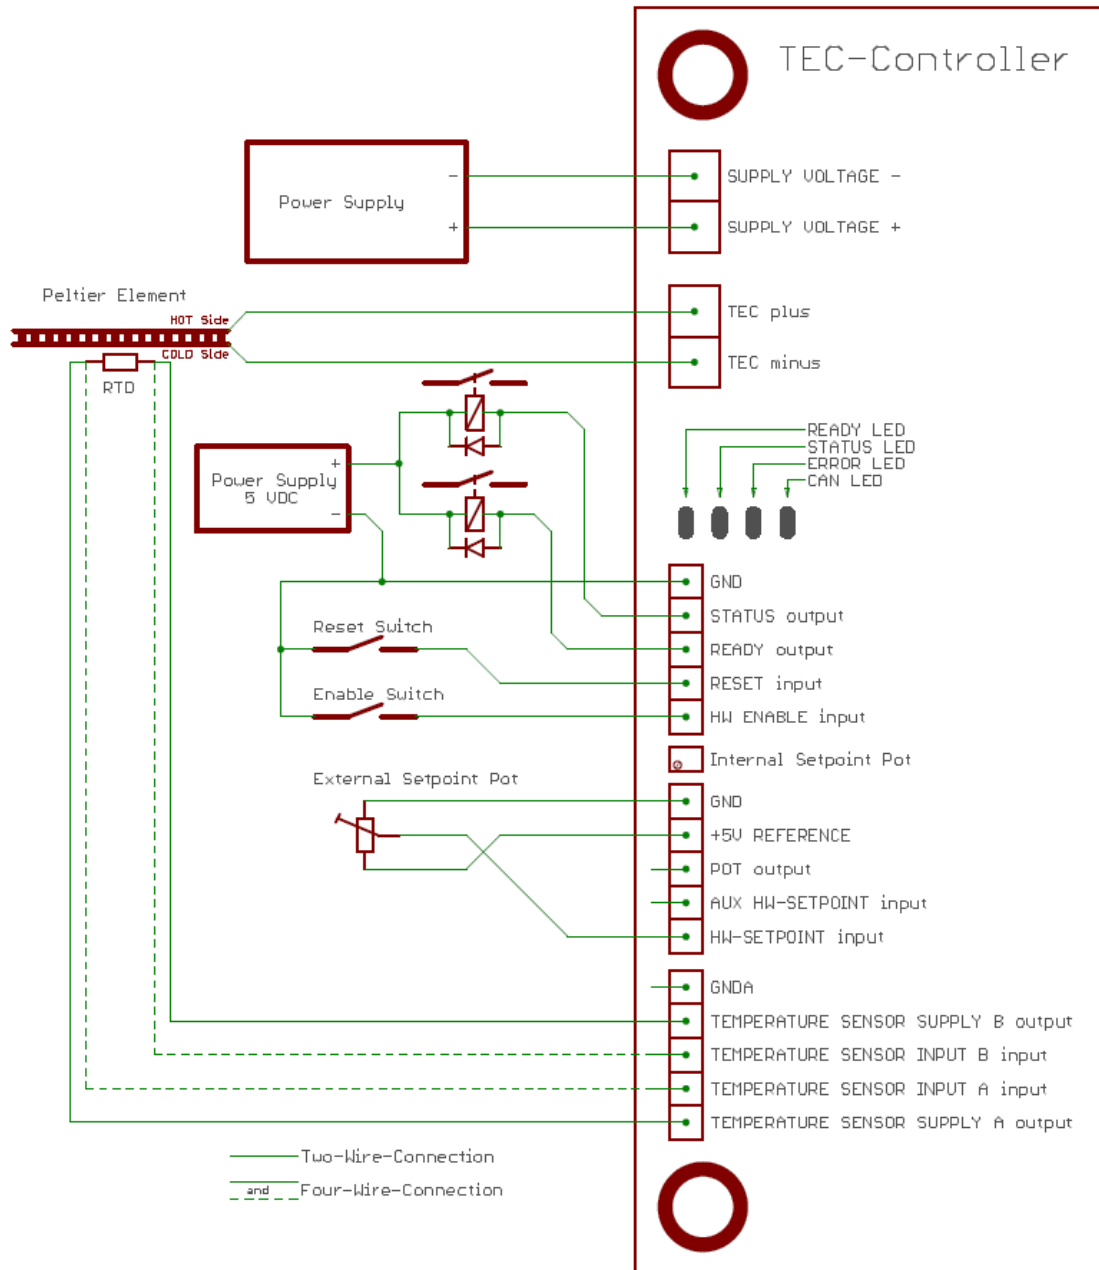 TEC-Controller
-
Power Supply
+
SUPPLY VOLTAGE -
SUPPLY VOLTAGE +
Peltier Element
HOT Side
COLD Side
RTD
TEC plus
TEC minus
READY LED
STATUS LED
ERROR LED
CAN LED
+
Power Supply
5 VDC
-
GND
STATUS output
READY output
RESET input
HW ENABLE input
Reset Switch
Enable Switch
Internal Setpoint Pot
External Setpoint Pot
GND
+5V REFERENCE
POT output
AUX HW-SETPOINT input
HW-SETPOINT input
GNDA
TEMPERATURE SENSOR SUPPLY B output
TEMPERATURE SENSOR INPUT B input
TEMPERATURE SENSOR INPUT A input
TEMPERATURE SENSOR SUPPLY A output
Two-Wire-Connection
and Four-Wire-Connection